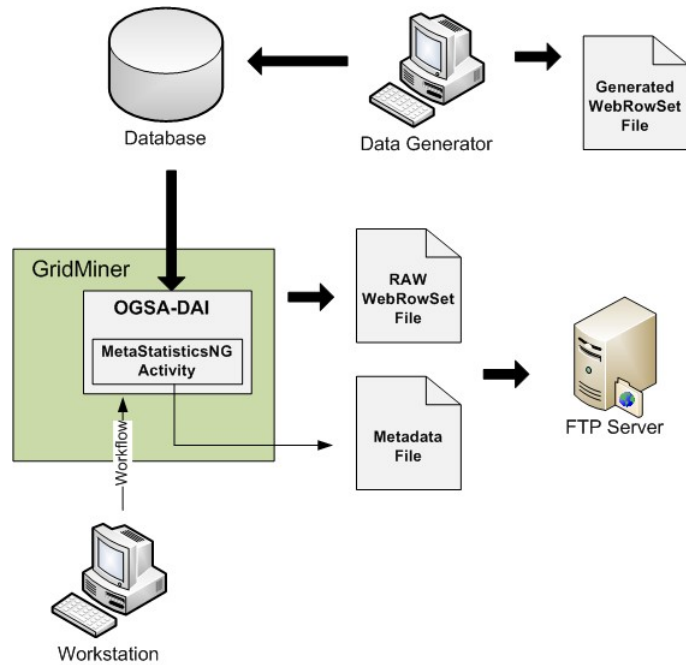 Database
Data Generator
Generated
WebRowSet
File
GridMiner
OGSA-DAI
MetaStatisticsNG
Activity
RAW
WebRowSet
File
Metadata
File
FTP Server
Workflow
Workstation